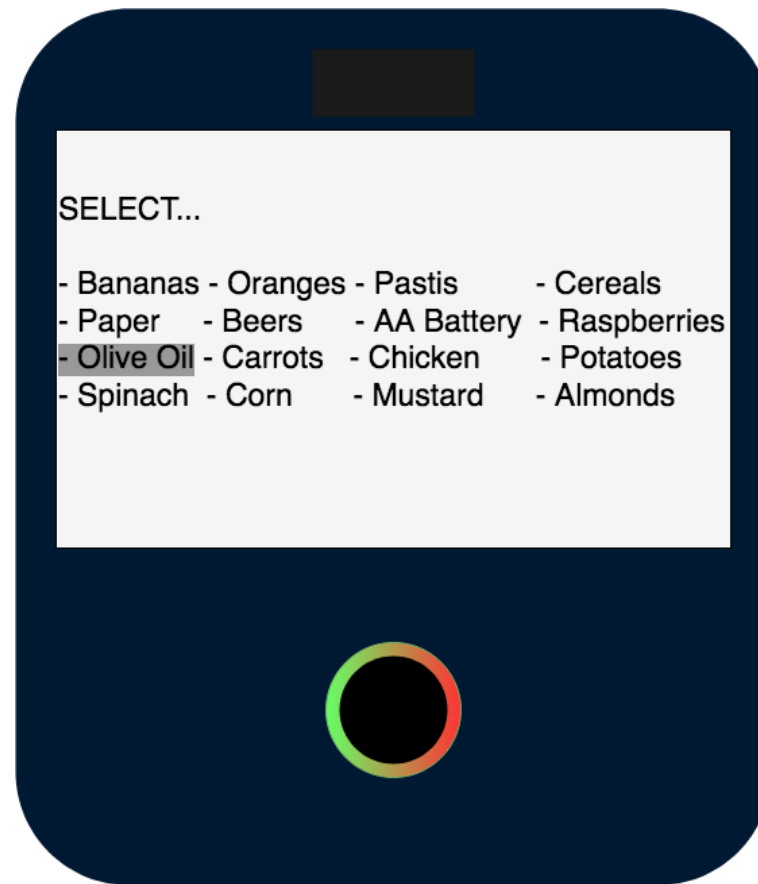 SELECT...
- Bananas - Oranges - Pastis - Cereals
- Paper - Beers - AA Battery - Raspberries
- Olive Oil - Carrots - Chicken - Potatoes
- Spinach - Corn - Mustard - Almonds